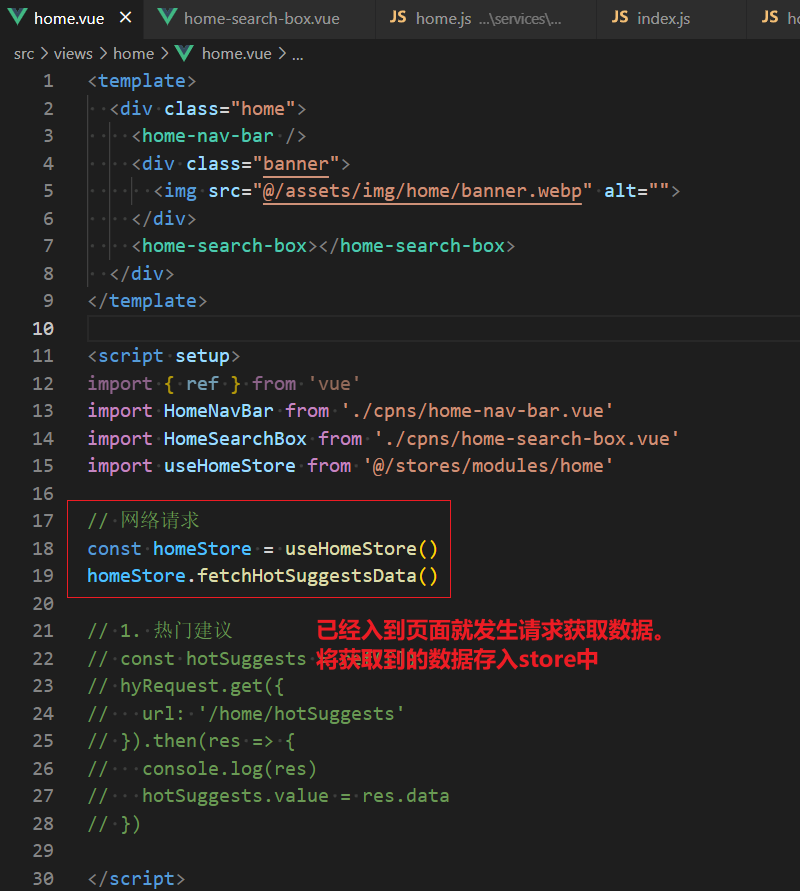 home.vue × home-search-box.vue JS home.js ...\services\... JS index.js JS
src > views > home > home.vue > ...
1 <template>
2   <div class="home">
3     <home-nav-bar />
4     <div class="banner">
5       <img src="@/assets/img/home/banner.webp" alt="">
6     </div>
7     <home-search-box></home-search-box>
8   </div>
9 </template>
10
11 <script setup>
12 import { ref } from 'vue'
13 import HomeNavBar from './cpns/home-nav-bar.vue'
14 import HomeSearchBox from './cpns/home-search-box.vue'
15 import useHomeStore from '@/stores/modules/home'
16
17 // 网络请求
18 const homeStore = useHomeStore()
19 homeStore.fetchHotSuggestsData()
20
21 // 1. 热门建议
已经入到页面就发生请求获取数据。
22 // const hotSuggests
将获取到的数据存入store中
23 // hyRequest.get({
24 //   url: '/home/hotSuggests'
25 // }).then(res => {
26 //   console.log(res)
27 //   hotSuggests.value = res.data
28 // })
29
30 </script>